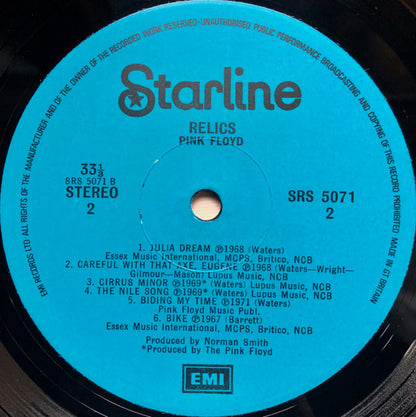 EMI RECORDS LTD ALL RIGHTS OF THE MANUFACTURER AND OF THE OWNER OF THE RECORDED WORK RESERVED·UNAUTHORISED PUBLIC PERFORMANCE BROADCASTING AND COPYING OF THIS RECORD PROHIBITED MADE IN GT BRITAIN
Starline
RELICS
PINK FLOYD
33⅓
SRS 5071 B
STEREO
2
SRS 5071
2
1. JULIA DREAM ℗1968 (Waters)
Essex Music International, MCPS, Britico, NCB
2. CAREFUL WITH THAT AXE, EUGENE ℗1968 (Waters—Wright—
Gilmour—Mason) Lupus Music, NCB
3. CIRRUS MINOR ℗1969* (Waters) Lupus Music, NCB
4. THE NILE SONG ℗1969* (Waters) Lupus Music, NCB
5. BIDING MY TIME ℗1971 (Waters)
Pink Floyd Music Publ.
6. BIKE ℗1967 (Barrett)
Essex Music International, MCPS, Britico, NCB
Produced by Norman Smith
*Produced by The Pink Floyd
EMI